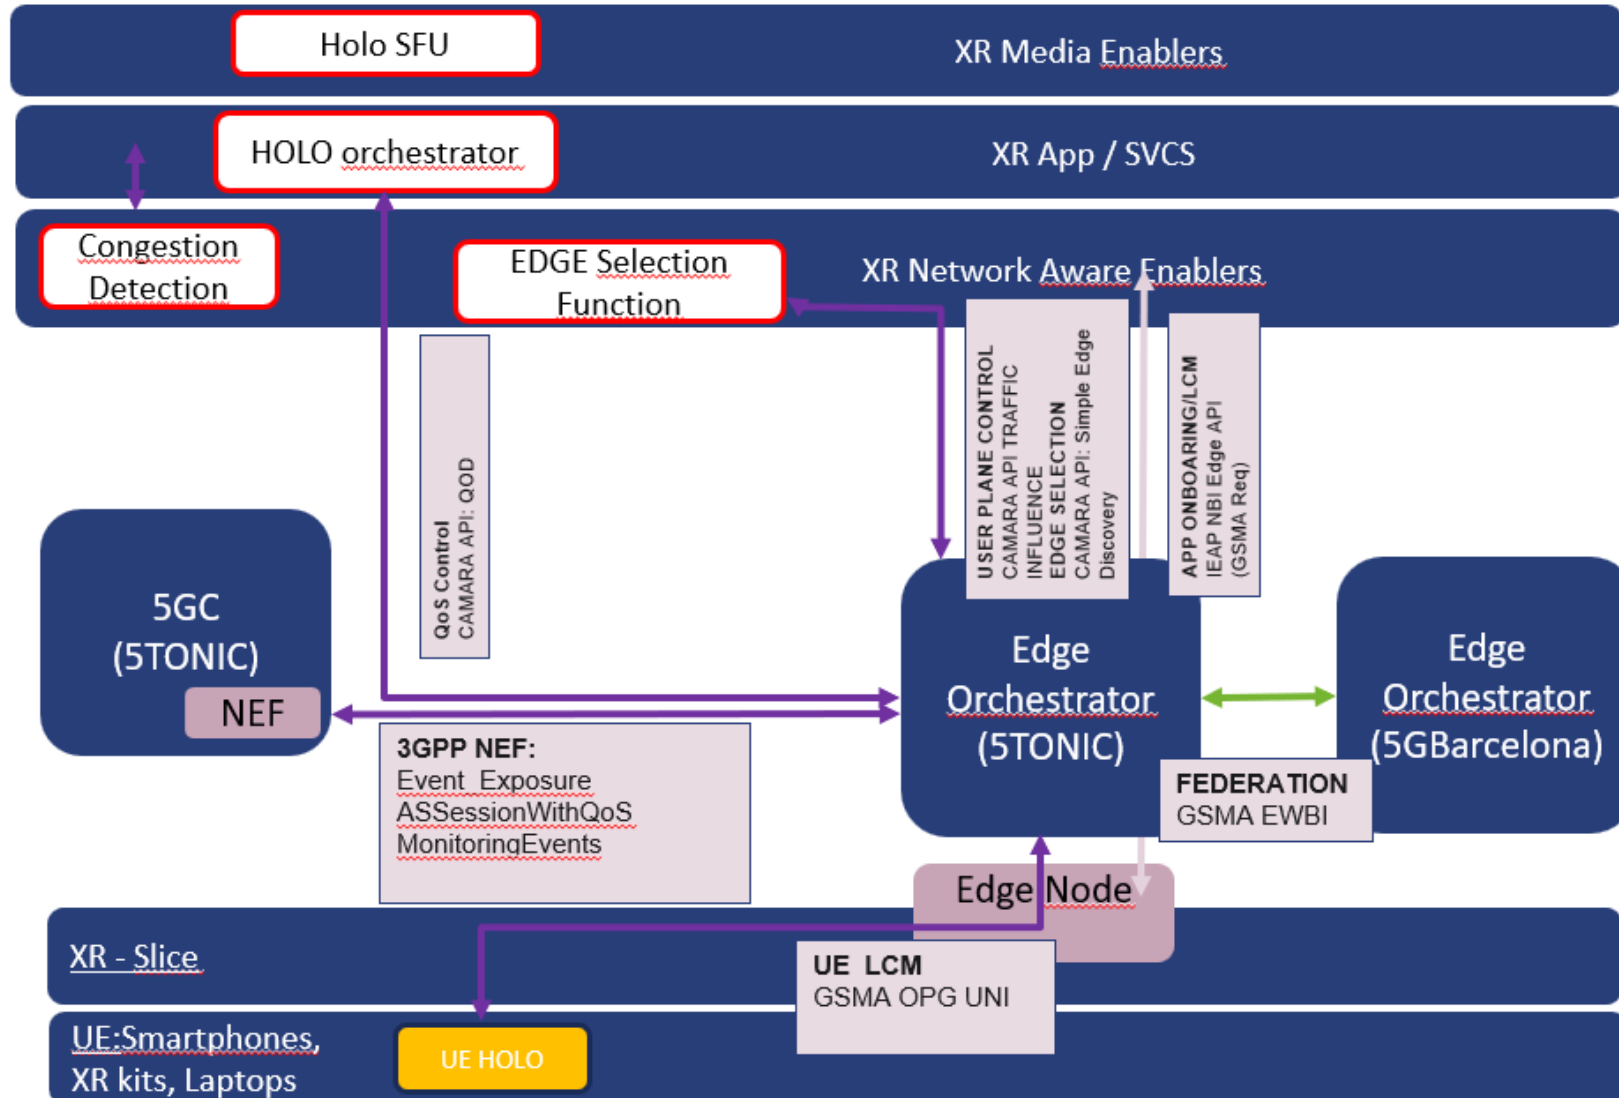 Holo SFU
XR Media Enablers
HOLO orchestrator
XR App / SVCS
Congestion
Detection
EDGE Selection
Function
XR Network Aware Enablers
QoS Control
CAMARA API: QOD
USER PLANE CONTROL
CAMARA API TRAFFIC
INFLUENCE
EDGE SELECTION
CAMARA API: Simple Edge
Discovery
APP ONBOARING/LCM
IEAP NBI Edge API
(GSMA Req)
5GC
(5TONIC)
NEF
Edge
Orchestrator
(5TONIC)
Edge
Orchestrator
(5GBarcelona)
3GPP NEF:
Event_Exposure
ASSessionWithQoS
MonitoringEvents
FEDERATION
GSMA EWBI
Edge Node
XR - Slice
UE LCM
GSMA OPG UNI
UE:Smartphones,
XR kits, Laptops
UE HOLO